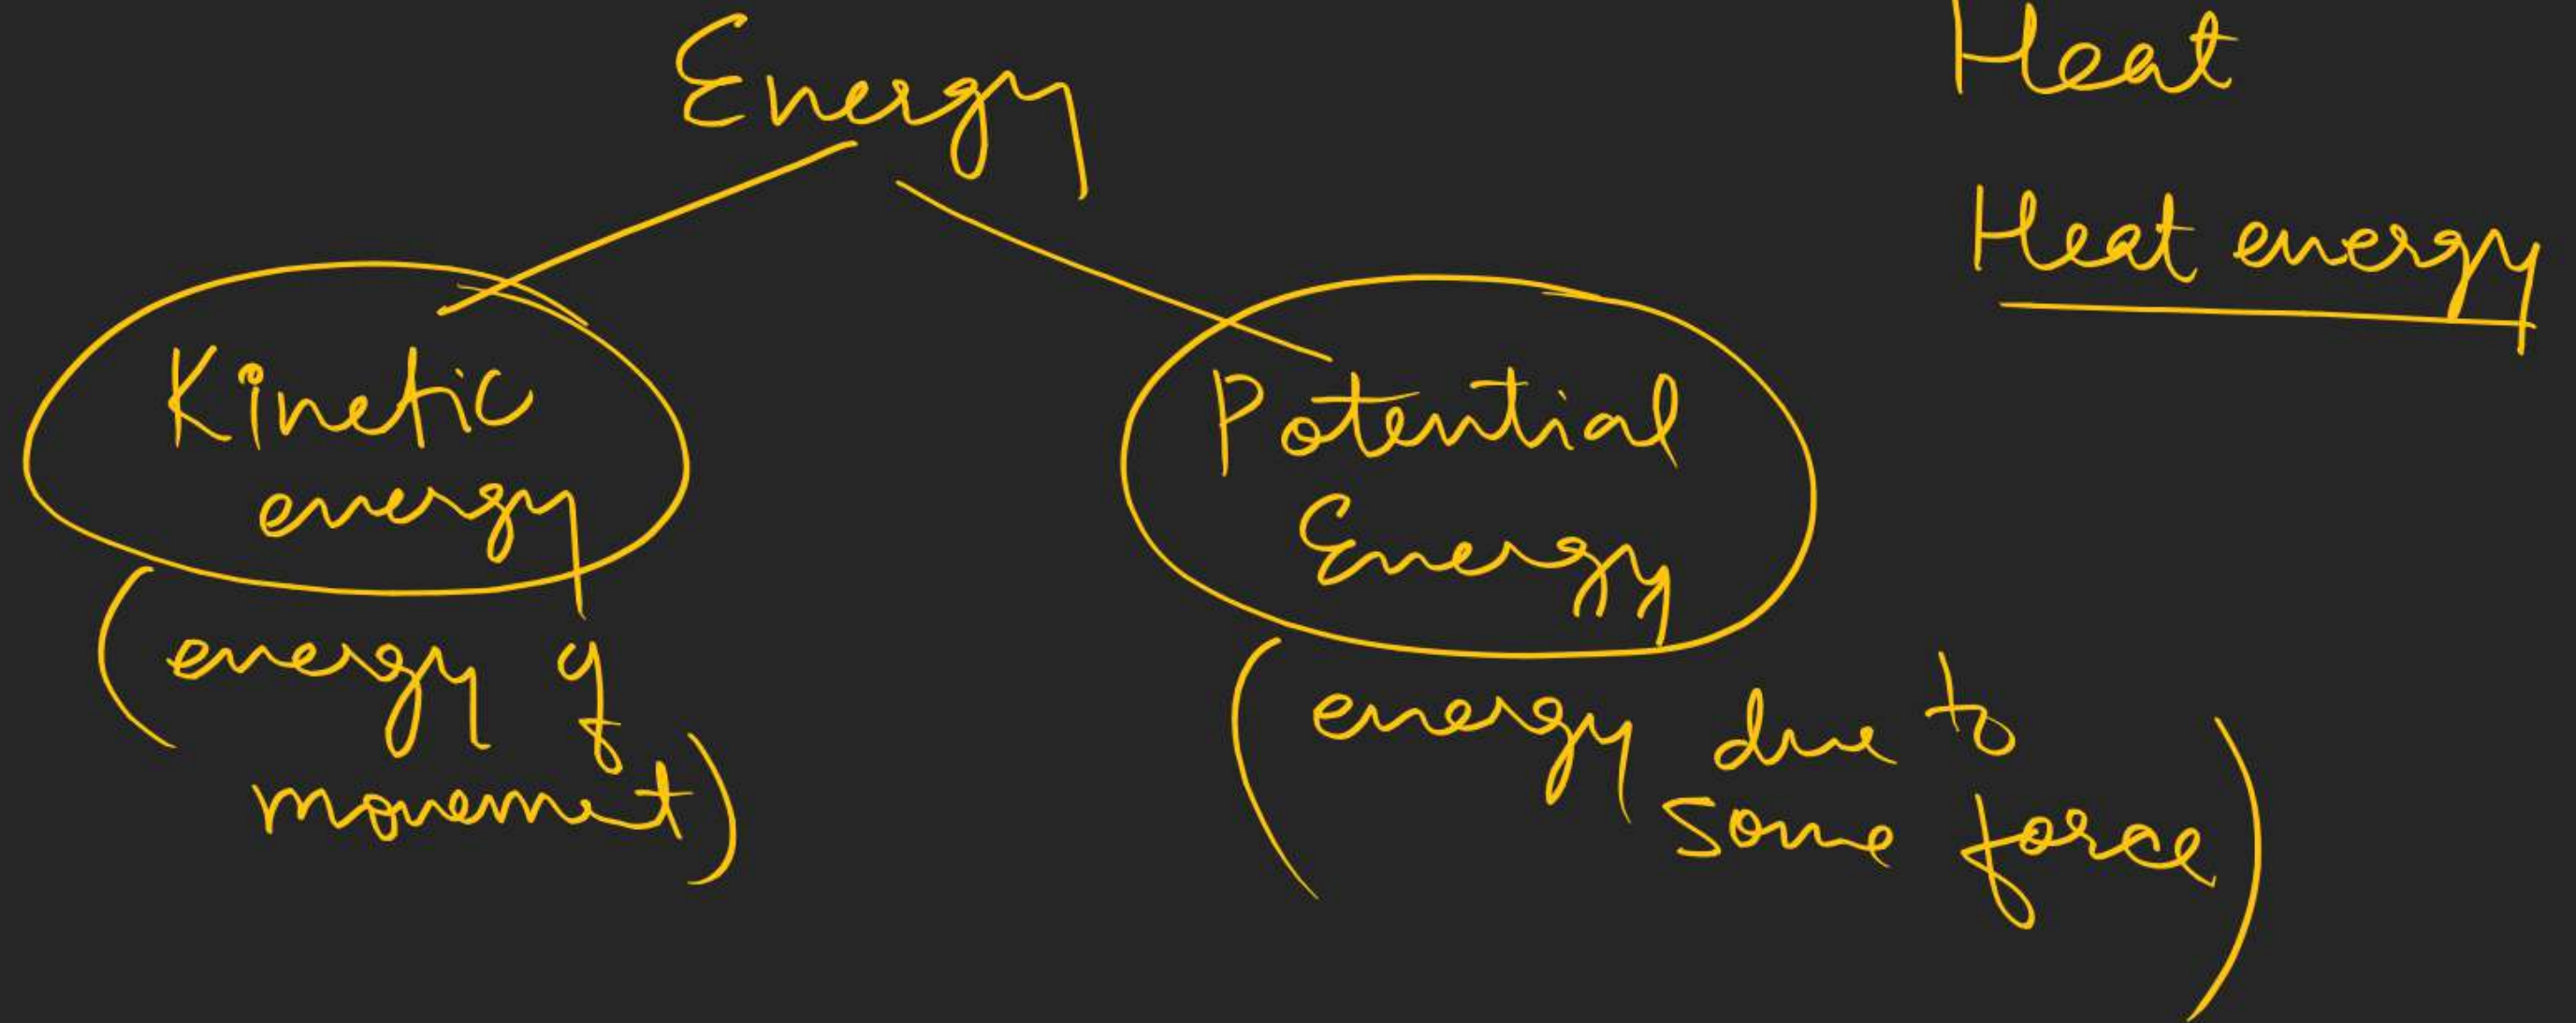 Energy
Heat
Heat energy
Kinetic
energy
(energy of
movement)
Potential
Energy
(energy due to
some force)